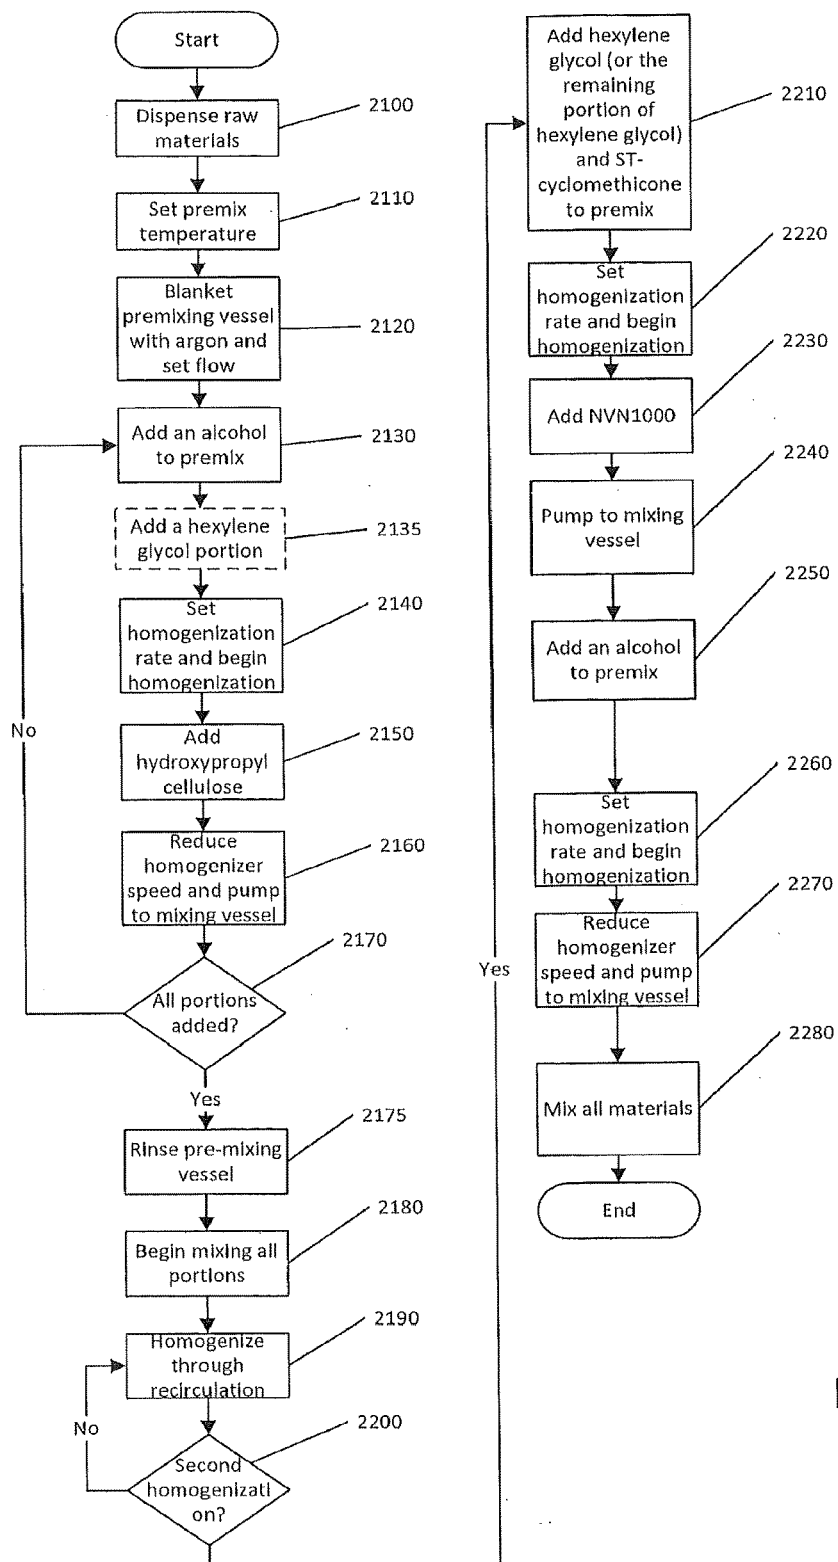 Start
Dispense raw
materials
2100
Set premix
temperature
2110
Blanket
premixing vessel
with argon and
set flow
2120
Add an alcohol
to premix
2130
Add a hexylene
glycol portion
2135
Set
homogenization
rate and begin
homogenization
2140
No
Add
hydroxypropyl
cellulose
2150
Reduce
homogenizer
speed and pump
to mixing vessel
2160
All portions
added?
2170
Yes
Rinse pre-mixing
vessel
2175
Begin mixing all
portions
2180
Homogenize
through
recirculation
2190
No
Second
homogenizati
on?
2200
Yes
Add hexylene
glycol (or the
remaining
portion of
hexylene glycol)
and ST-
cyclomethicone
to premix
2210
Set
homogenization
rate and begin
homogenization
2220
Add NVN1000
2230
Pump to mixing
vessel
2240
Add an alcohol
to premix
2250
Set
homogenization
rate and begin
homogenization
2260
Reduce
homogenizer
speed and pump
to mixing vessel
2270
Mix all materials
2280
End